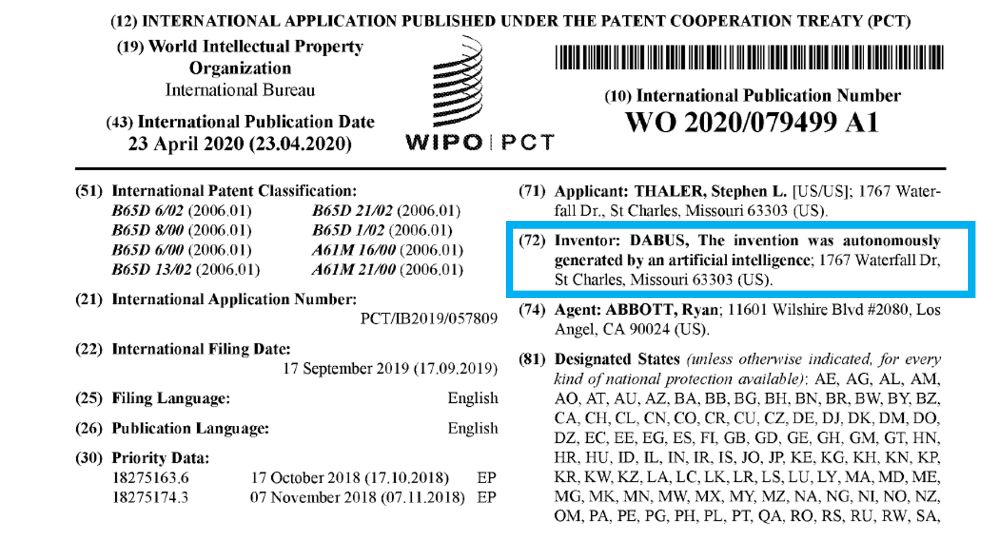 (12) INTERNATIONAL APPLICATION PUBLISHED UNDER THE PATENT COOPERATION TREATY (PCT)
(19) World Intellectual Property
Organization
International Bureau
(43) International Publication Date
23 April 2020 (23.04.2020)
WIPO | PCT
(10) International Publication Number
WO 2020/079499 A1
(51) International Patent Classification:
B65D 6/02 (2006.01) B65D 21/02 (2006.01)
B65D 8/00 (2006.01) B65D 1/02 (2006.01)
B65D 6/00 (2006.01) A61M 16/00 (2006.01)
B65D 13/02 (2006.01) A61M 21/00 (2006.01)
(21) International Application Number:
PCT/IB2019/057809
(22) International Filing Date:
17 September 2019 (17.09.2019)
(25) Filing Language: English
(26) Publication Language: English
(30) Priority Data:
18275163.6 17 October 2018 (17.10.2018) EP
18275174.3 07 November 2018 (07.11.2018) EP
(71) Applicant: THALER, Stephen L. [US/US]; 1767 Water-
fall Dr., St Charles, Missouri 63303 (US).
(72) Inventor: DABUS, The invention was autonomously
generated by an artificial intelligence; 1767 Waterfall Dr,
St Charles, Missouri 63303 (US).
(74) Agent: ABBOTT, Ryan; 11601 Wilshire Blvd #2080, Los
Angel, CA 90024 (US).
(81) Designated States (unless otherwise indicated, for every
kind of national protection available): AE, AG, AL, AM,
AO, AT, AU, AZ, BA, BB, BG, BH, BN, BR, BW, BY, BZ,
CA, CH, CL, CN, CO, CR, CU, CZ, DE, DJ, DK, DM, DO,
DZ, EC, EE, EG, ES, FI, GB, GD, GE, GH, GM, GT, HN,
HR, HU, ID, IL, IN, IR, IS, JO, JP, KE, KG, KH, KN, KP,
KR, KW, KZ, LA, LC, LK, LR, LS, LU, LY, MA, MD, ME,
MG, MK, MN, MW, MX, MY, MZ, NA, NG, NI, NO, NZ,
OM, PA, PE, PG, PH, PL, PT, QA, RO, RS, RU, RW, SA,